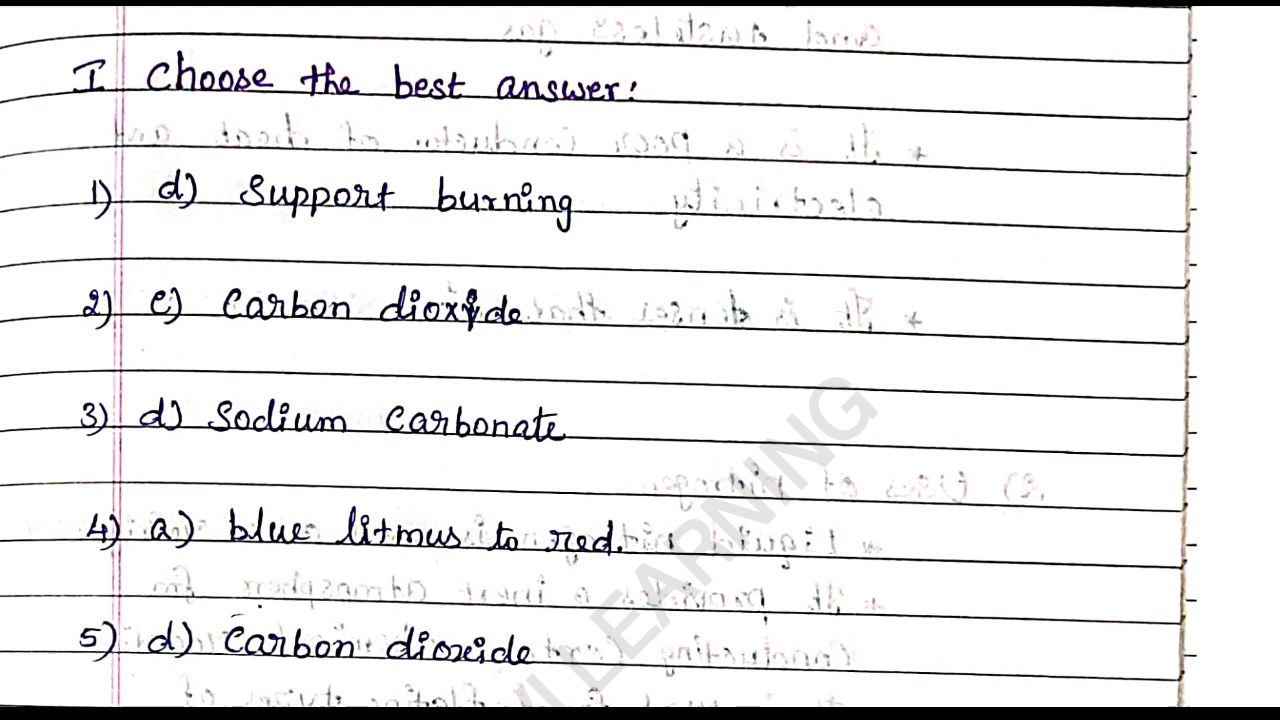 I Choose the best answer:
1) d) Support burning
2) c) Carbon dioxide
3) d) Sodium carbonate
4) a) blue litmus to red.
5) d) Carbon dioxide
LEARNING